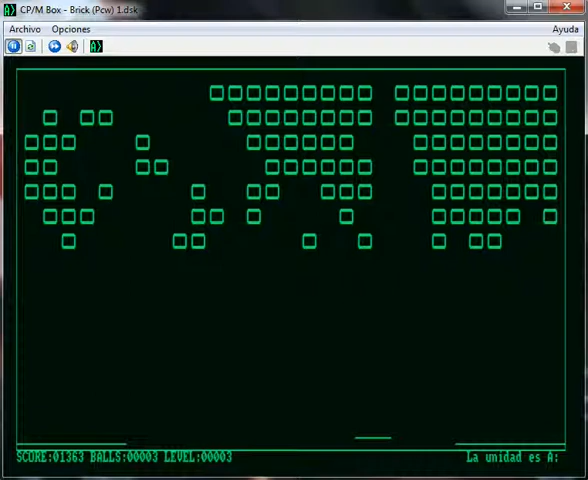 CP/M Box - Brick (Pcw) 1.dsk
Archivo Opciones Ayuda
A>
SCORE:01363 BALLS:00003 LEVEL:00003 La unidad es A: